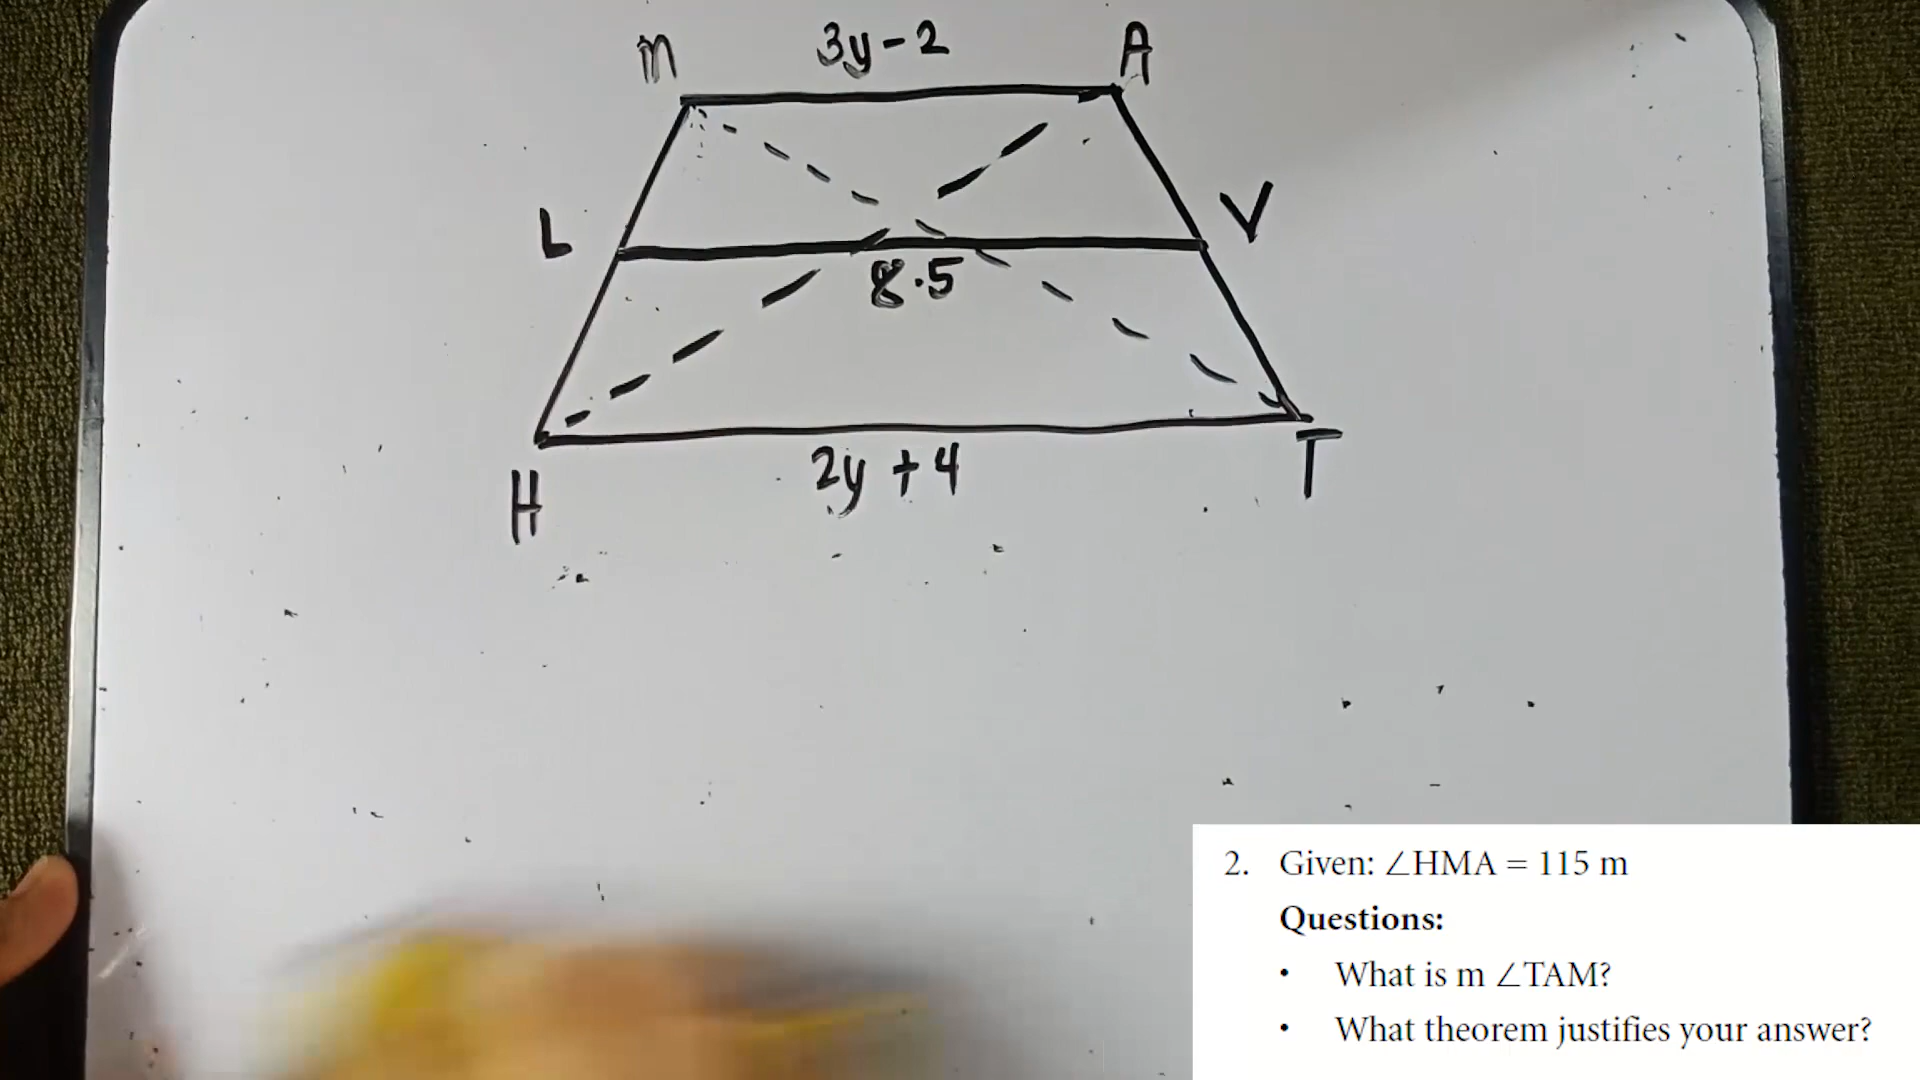 M 3y-2 A
L V
8.5
2y + 4
H T
2. Given: ∠HMA = 115 m
Questions:
• What is m ∠TAM?
• What theorem justifies your answer?